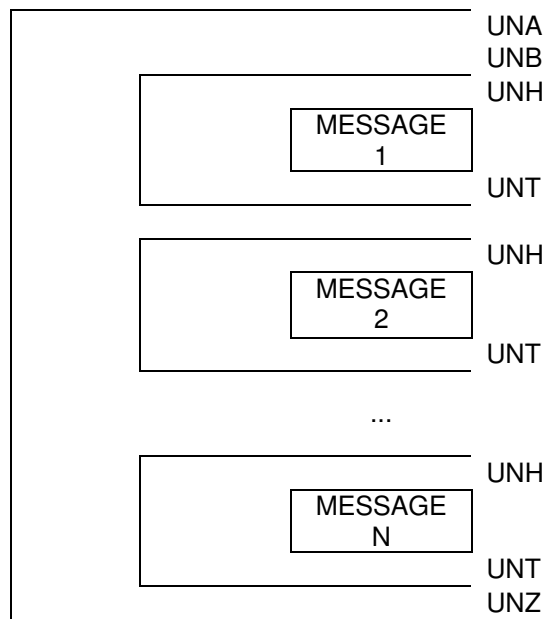 UNA
UNB
UNH
MESSAGE
1
UNT
UNH
MESSAGE
2
UNT
...
UNH
MESSAGE
N
UNT
UNZ